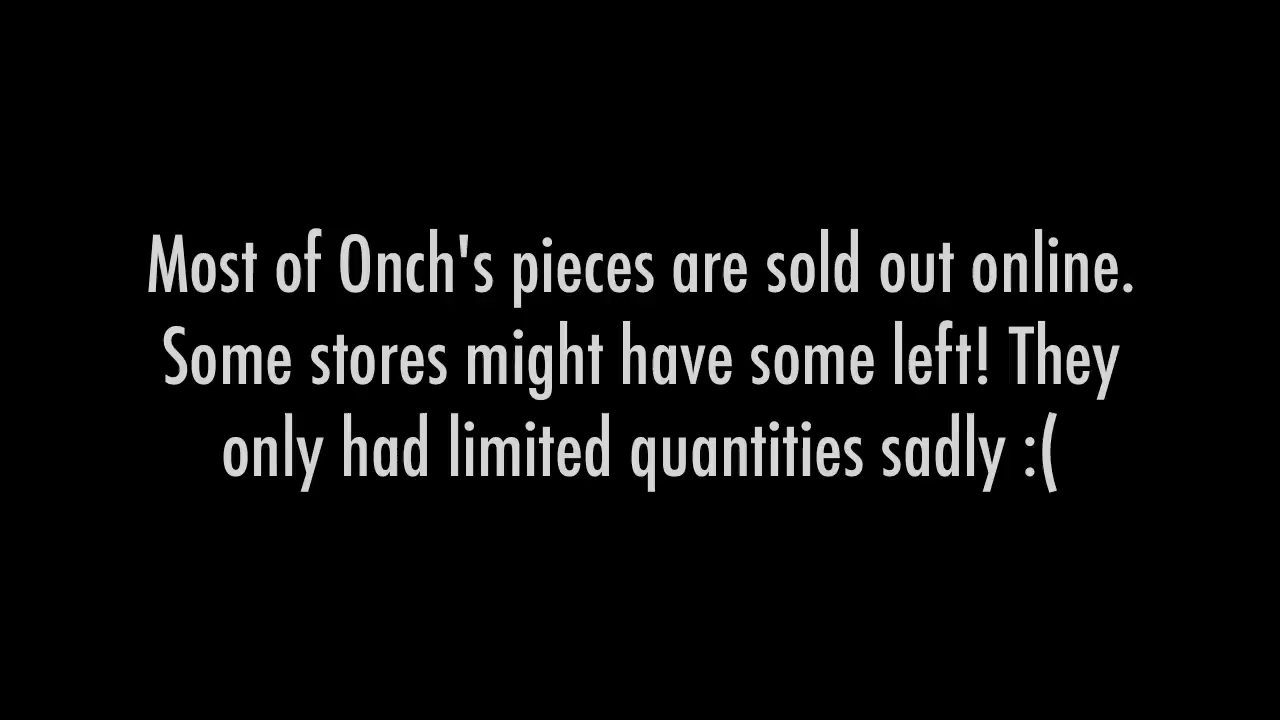 Most of Onch's pieces are sold out online.
Some stores might have some left! They
only had limited quantities sadly :(